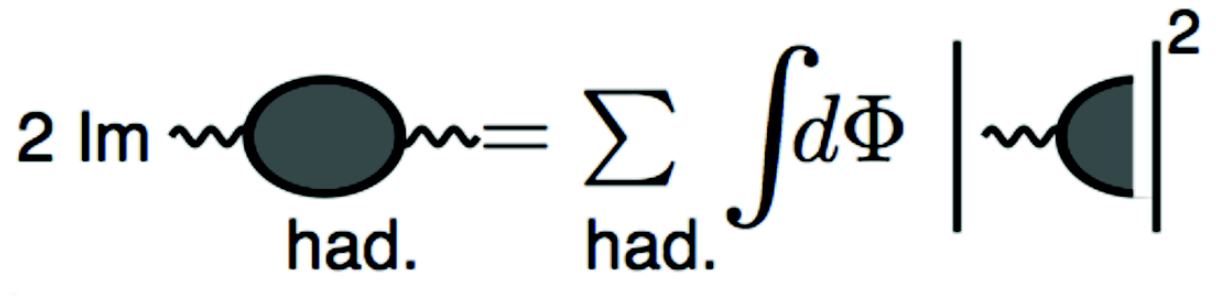 2 Im = ∑ ∫dΦ | |²
had. had.